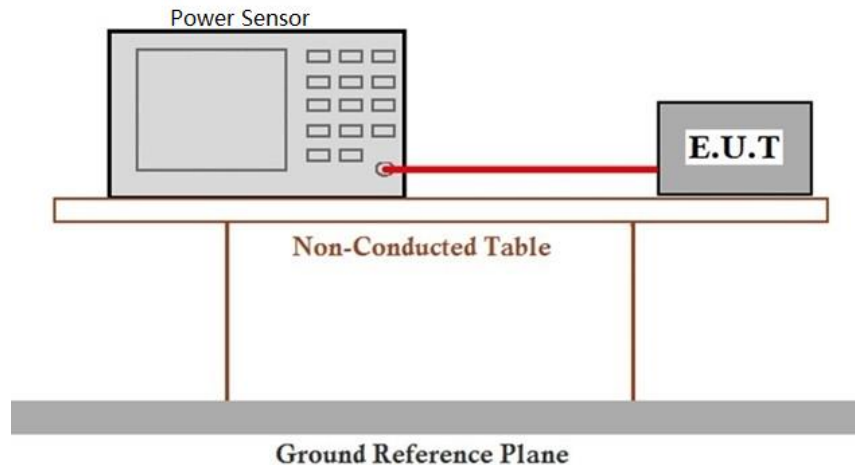 Power Sensor
E.U.T
Non-Conducted Table
Ground Reference Plane